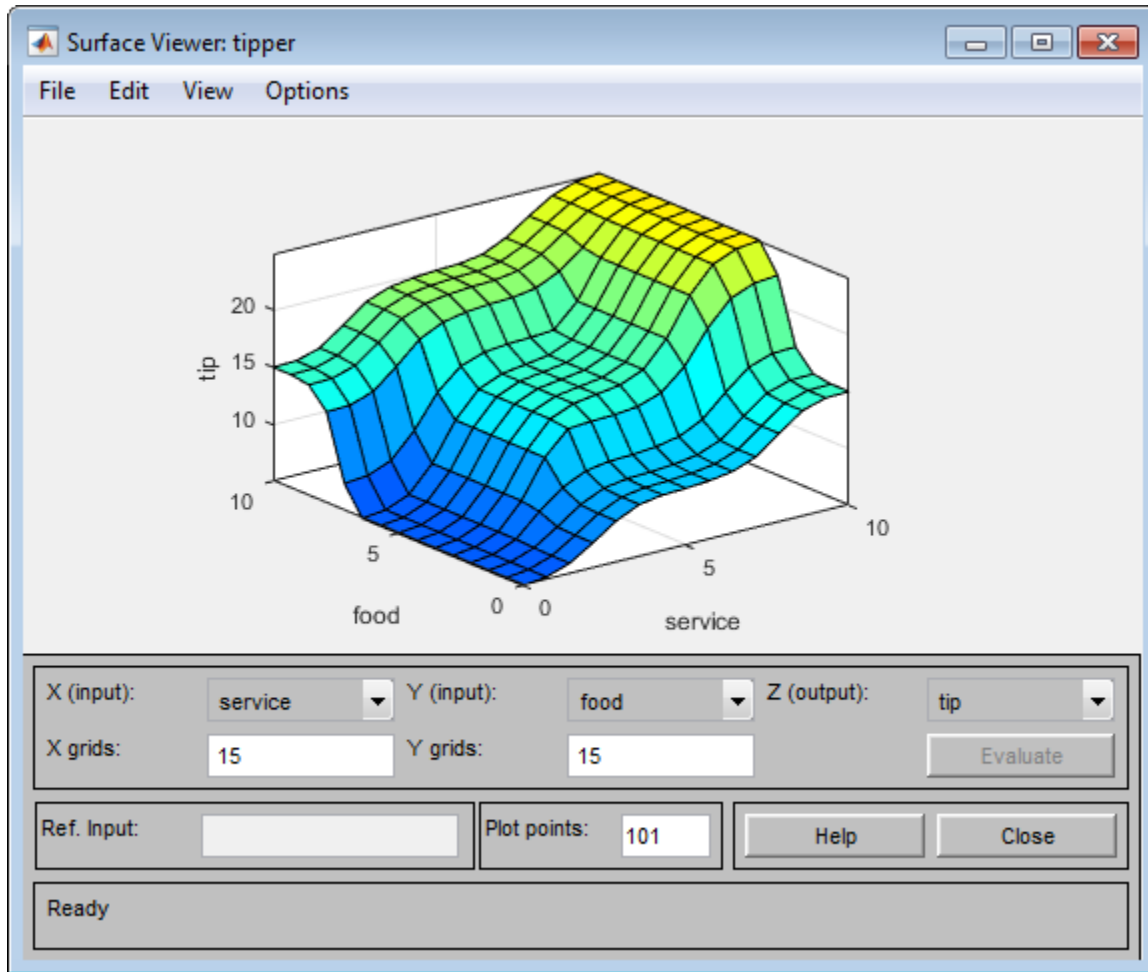 Surface Viewer: tipper
File Edit View Options
20
15
10
tip
10
5
0
0
5
10
food
service
X (input): service Y (input): food Z (output): tip
X grids: 15 Y grids: 15 Evaluate
Ref. Input: Plot points: 101 Help Close
Ready